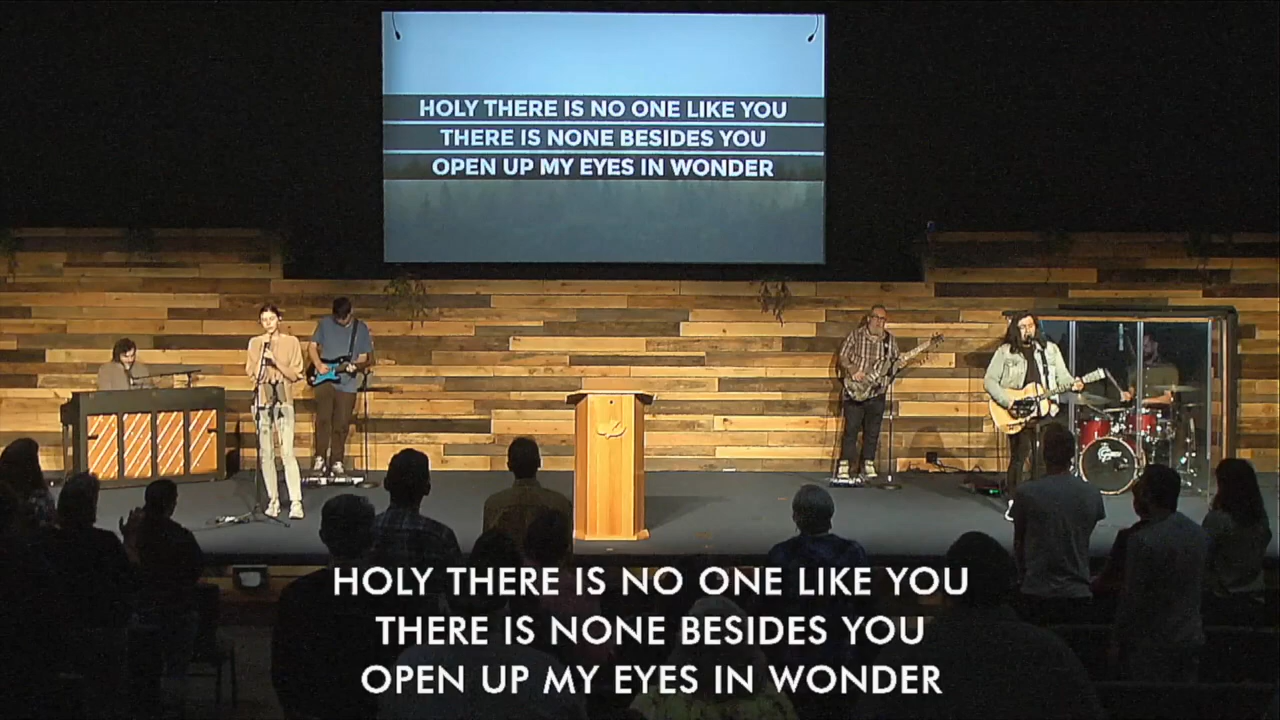 HOLY THERE IS NO ONE LIKE YOU
THERE IS NONE BESIDES YOU
OPEN UP MY EYES IN WONDER
HOLY THERE IS NO ONE LIKE YOU
THERE IS NONE BESIDES YOU
OPEN UP MY EYES IN WONDER